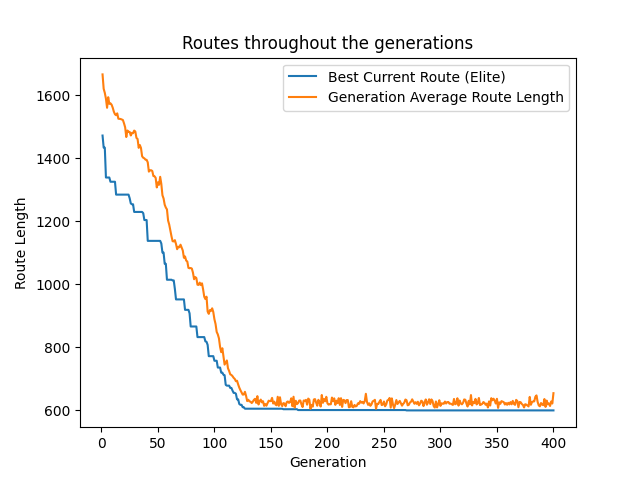 Routes throughout the generations
Best Current Route (Elite)
Generation Average Route Length
Route Length
1600
1400
1200
1000
800
600
0 50 100 150 200 250 300 350 400
Generation